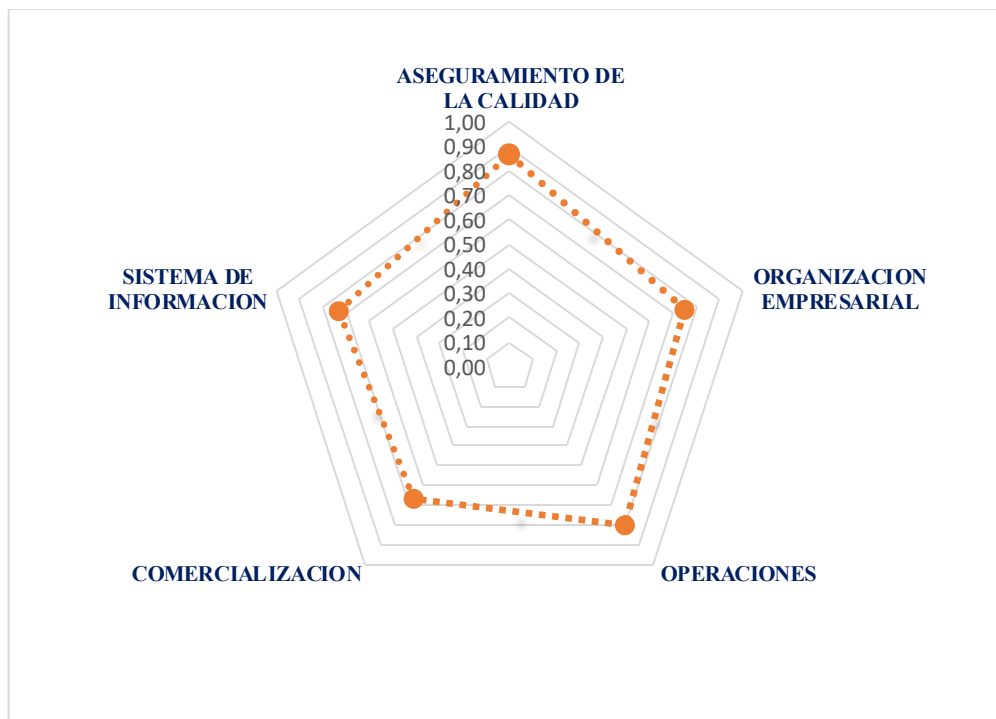 ASEGURAMIENTO DE
LA CALIDAD
1,00
0,90
0,80
0,70
0,60
0,50
0,40
0,30
0,20
0,10
0,00
SISTEMA DE
INFORMACION
ORGANIZACION
EMPRESARIAL
COMERCIALIZACION
OPERACIONES